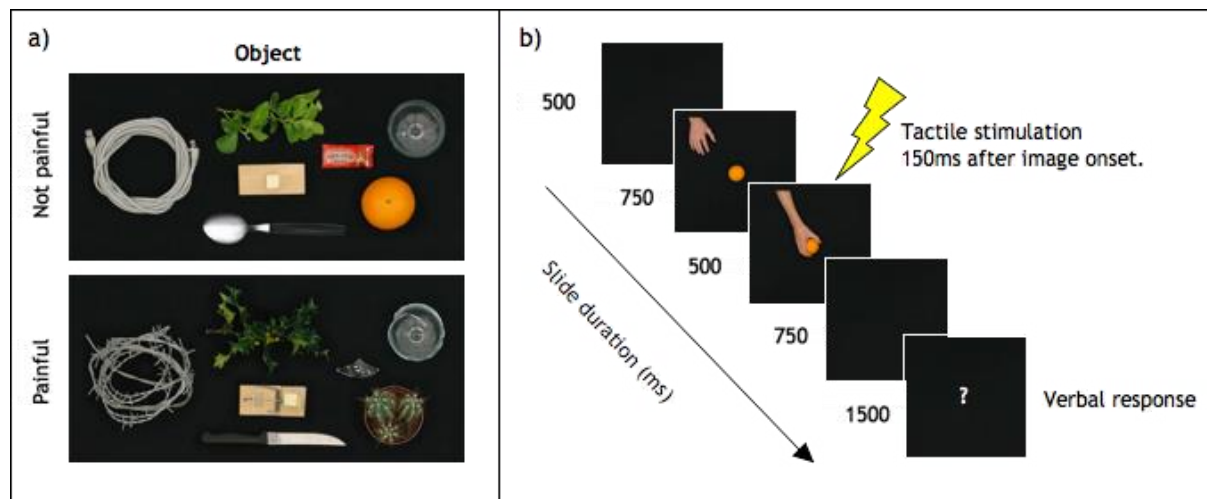 a)
Object
Not painful
Painful
b)
500
750
500
750
1500
Slide duration (ms)
Tactile stimulation
150ms after image onset.
?
Verbal response